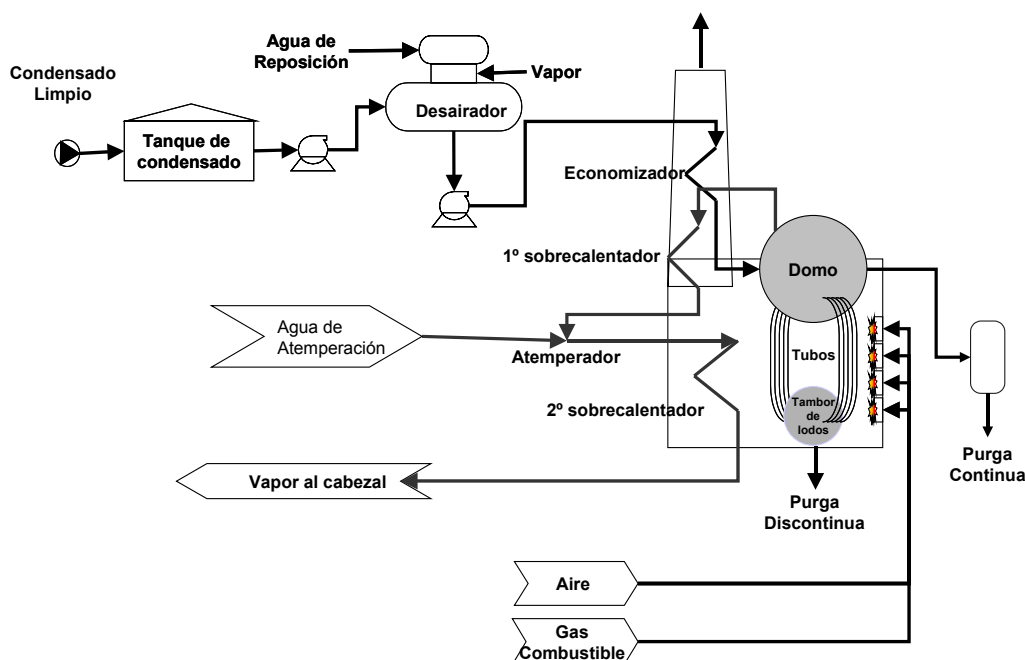 Agua de
Reposición
Vapor
Condensado
Limpio
Desairador
Tanque de
condensado
Economizador
1º sobrecalentador
Domo
Agua de
Atemperación
Atemperador
Tubos
2º sobrecalentador
Tambor
de
lodos
Purga
Continua
Vapor al cabezal
Purga
Discontinua
Aire
Gas
Combustible